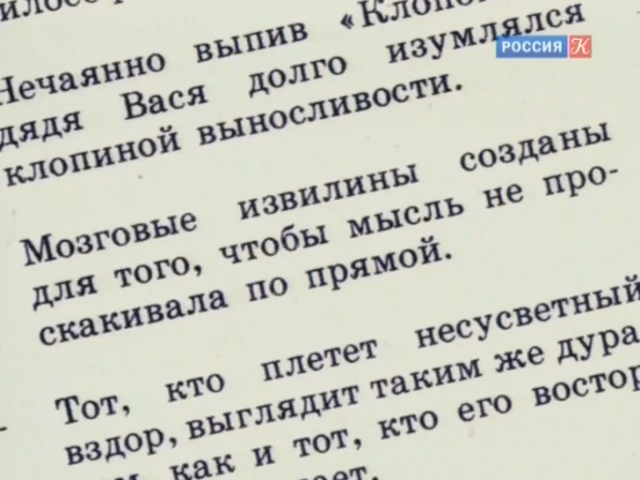 Нечаянно выпив
РОССИЯ К
дядя Вася долго изумлялся
клопиной выносливости.
Мозговые извилины созданы
для того, чтобы мысль не про-
скакивала по прямой.
Тот, кто плетет несусветный
вздор, выглядит таким же дура
как и тот, кто его востор